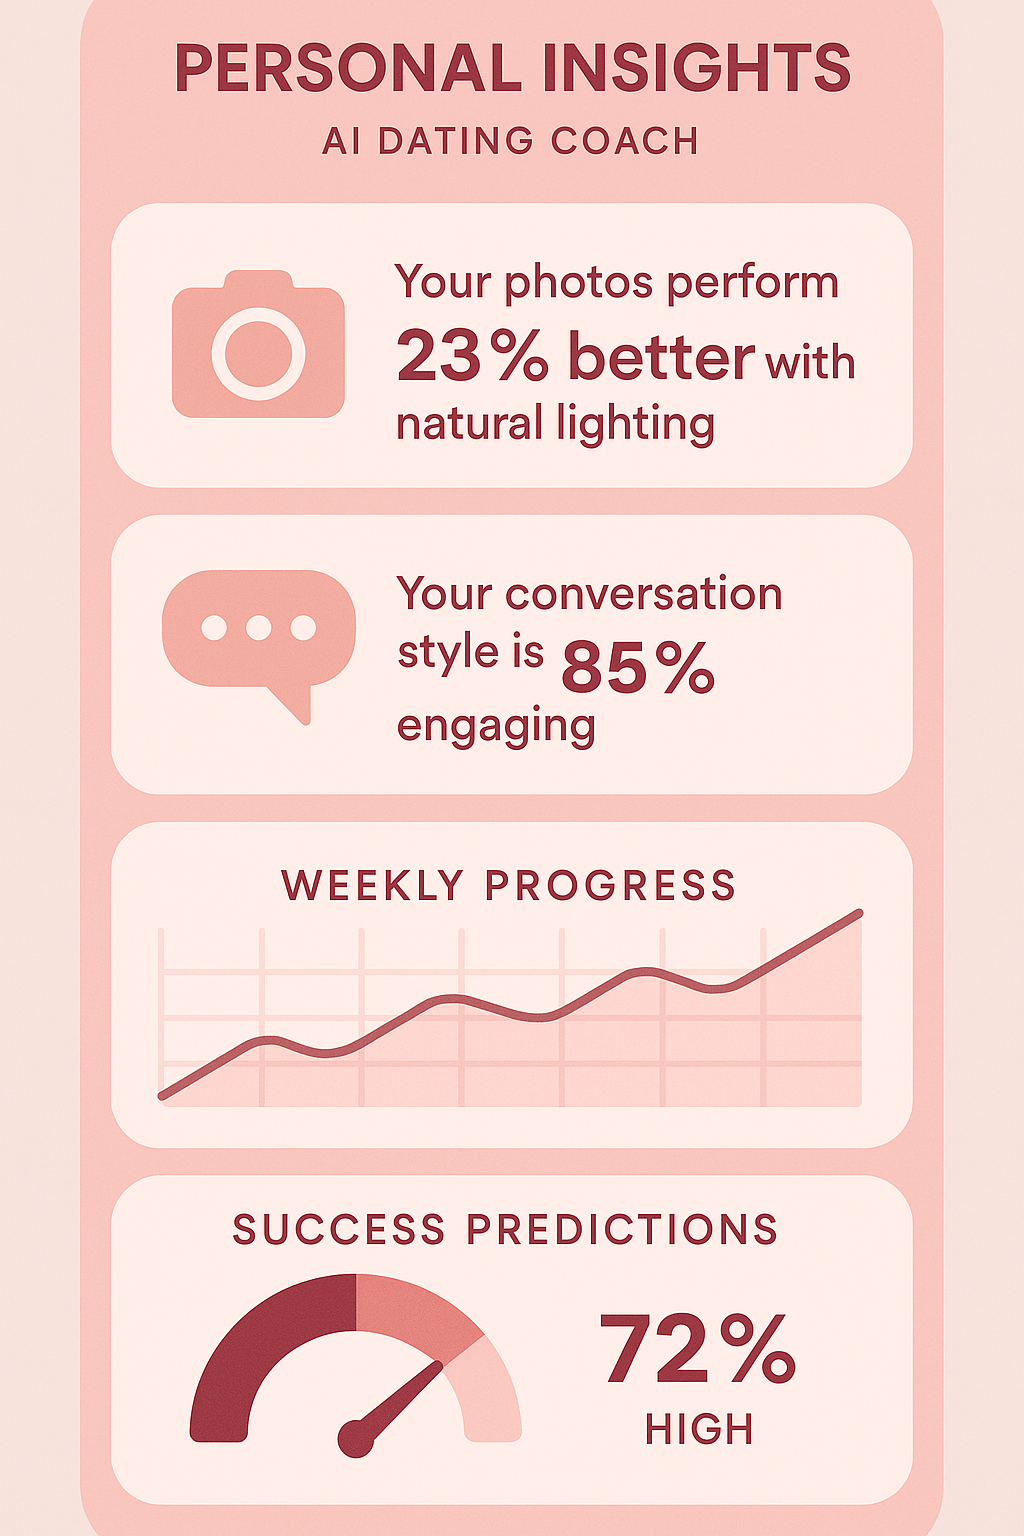 PERSONAL INSIGHTS
AI DATING COACH
Your photos perform
23% better with
natural lighting
Your conversation
style is 85%
engaging
WEEKLY PROGRESS
SUCCESS PREDICTIONS
72%
HIGH